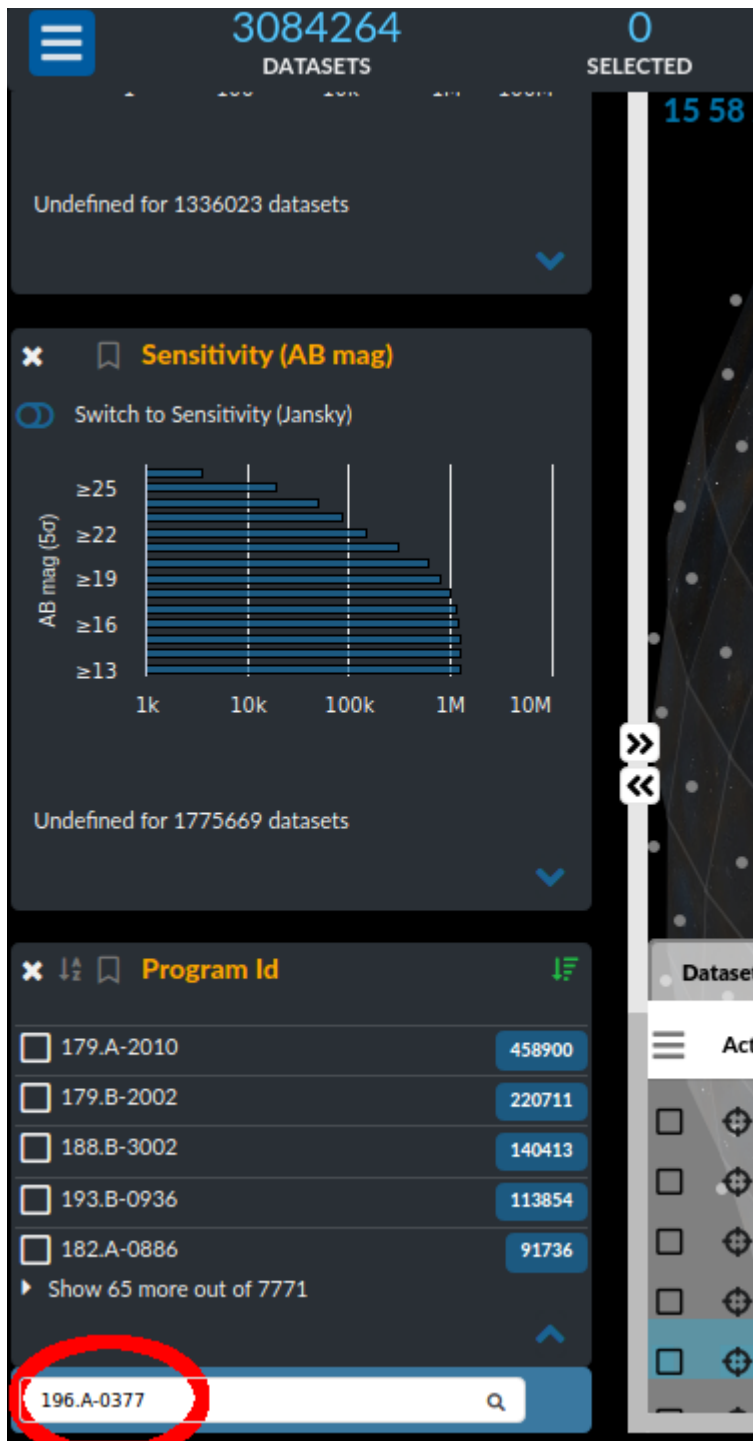 3084264 0
DATASETS SELECTED
15 58
Undefined for 1336023 datasets
Sensitivity (AB mag)
Switch to Sensitivity (Jansky)
AB mag (5σ)
≥25
≥22
≥19
≥16
≥13
1k 10k 100k 1M 10M
Undefined for 1775669 datasets
Program Id
179.A-2010 458900
179.B-2002 220711
188.B-3002 140413
193.B-0936 113854
182.A-0886 91736
Show 65 more out of 7771
196.A-0377
Dataset
Act